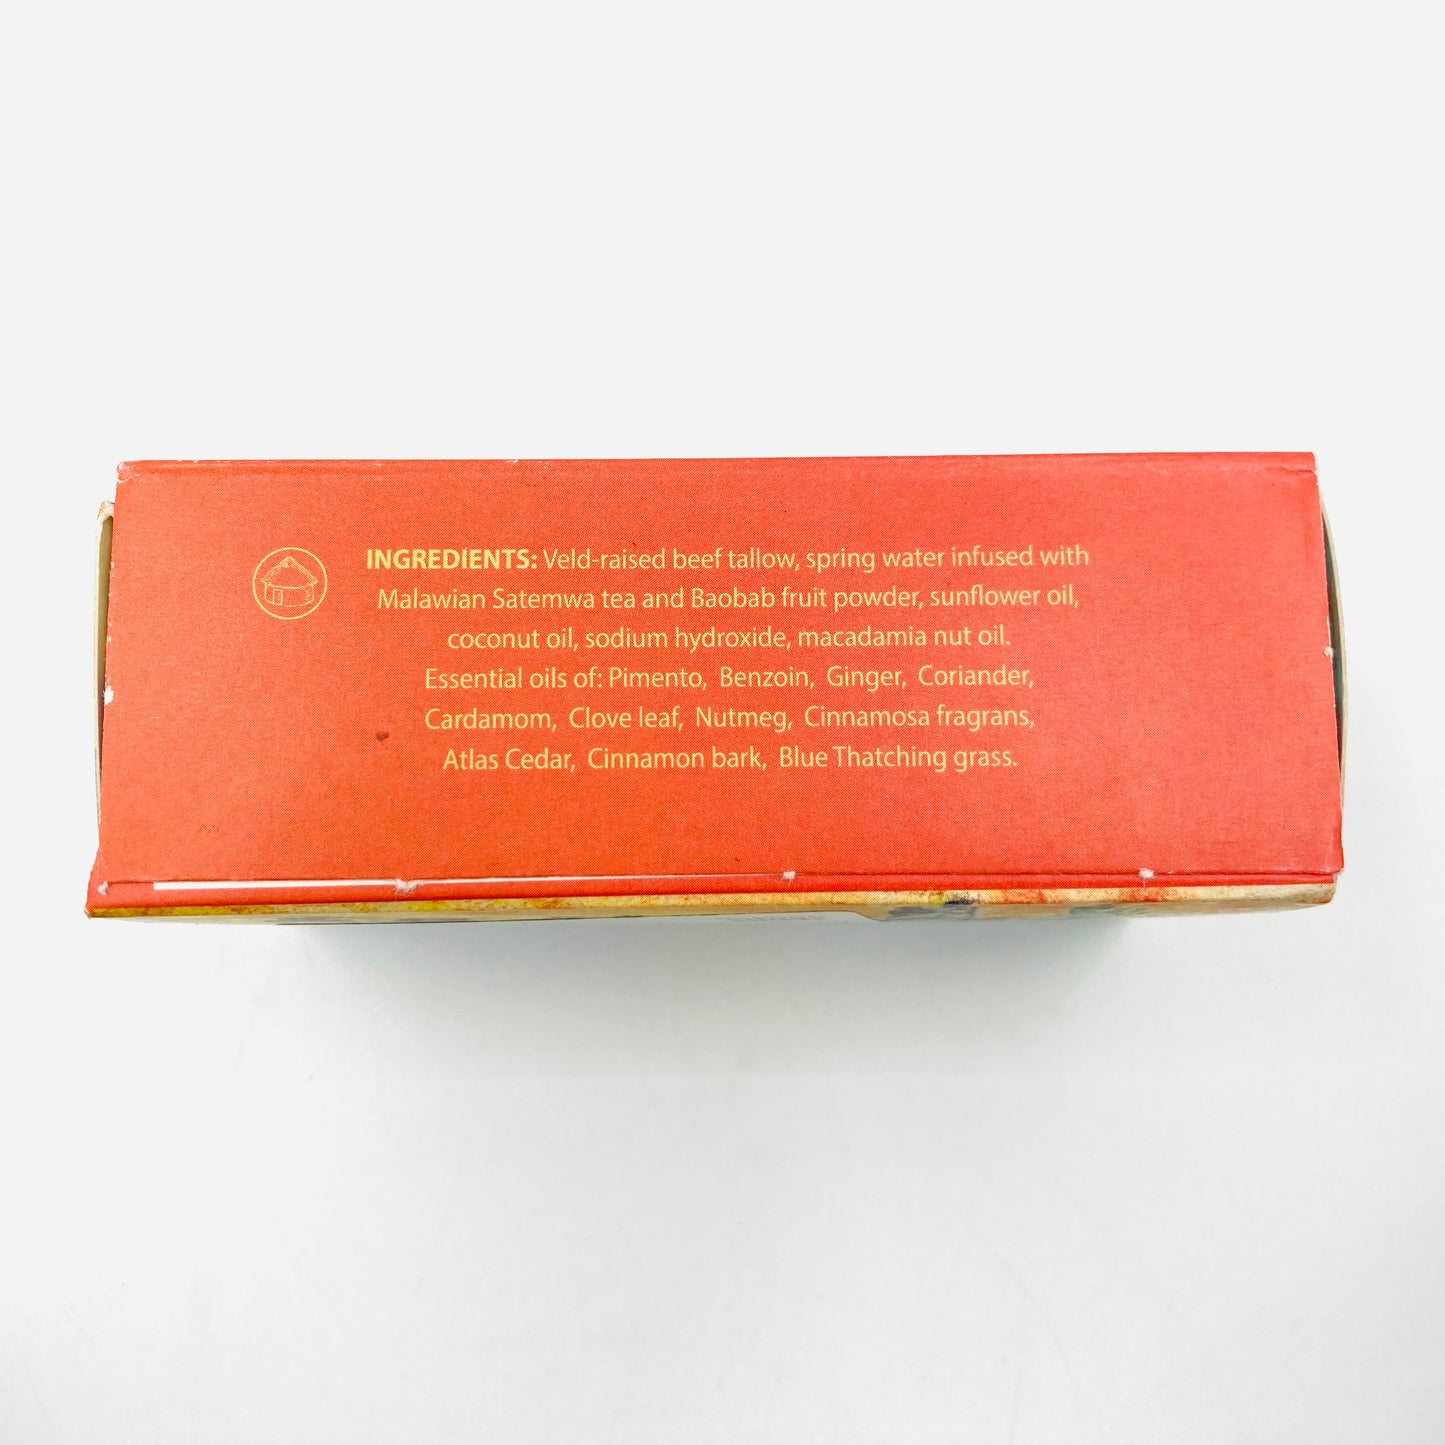 INGREDIENTS: Veld-raised beef tallow, spring water infused with
Malawian Satemwa tea and Baobab fruit powder, sunflower oil,
coconut oil, sodium hydroxide, macadamia nut oil.
Essential oils of: Pimento, Benzoin, Ginger, Coriander,
Cardamom, Clove leaf, Nutmeg, Cinnamosa fragrans,
Atlas Cedar, Cinnamon bark, Blue Thatching grass.